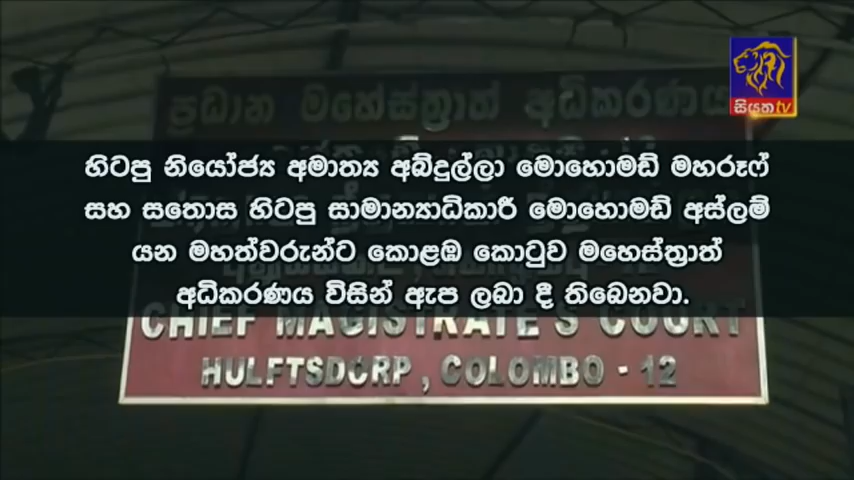 සියත tv
ප්‍රධාන මහේස්ත්‍රාත් අධිකරණය
හිටපු නියෝජ්‍ය අමාත්‍ය අබ්දුල්ලා මොහොමඩ් මහරූෆ්
සහ සතොස හිටපු සාමාන්‍යාධිකාරී මොහොමඩ් අස්ලම්
යන මහත්වරුන්ට කොළඹ කොටුව මහෙස්ත්‍රාත්
අධිකරණය විසින් ඇප ලබා දී තිබෙනවා.
CHIEF MAGISTRATE'S COURT
HULFTSDORP, COLOMBO - 12